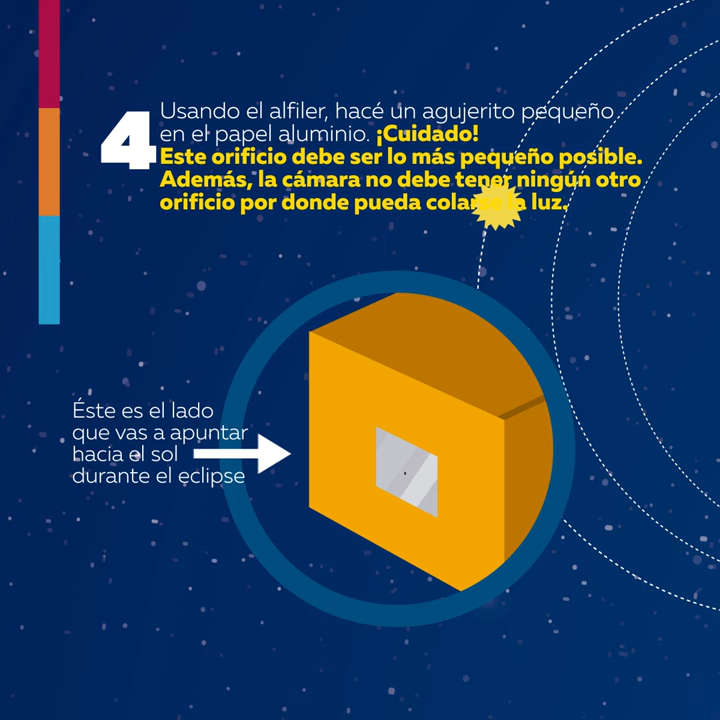 4
Usando el alfiler, hacé un agujerito pequeño
en el papel aluminio. ¡Cuidado!
Este orificio debe ser lo más pequeño posible.
Además, la cámara no debe tener ningún otro
orificio por donde pueda colarse la luz.
Éste es el lado
que vas a apuntar
hacia el sol
durante el eclipse